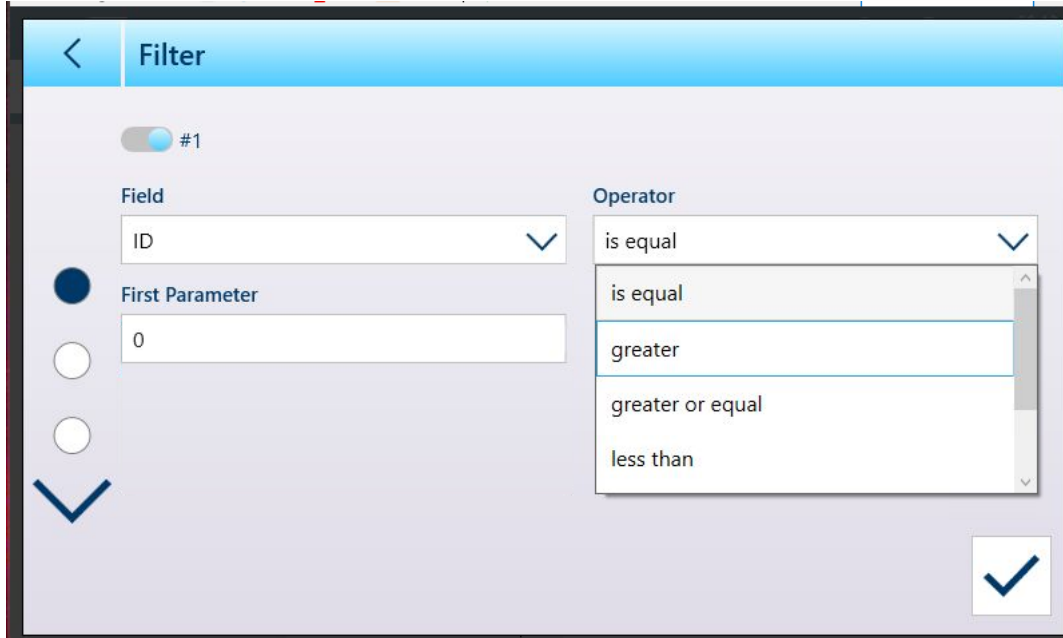 Filter
#1
Field
Operator
ID
is equal
First Parameter
0
is equal
greater
greater or equal
less than